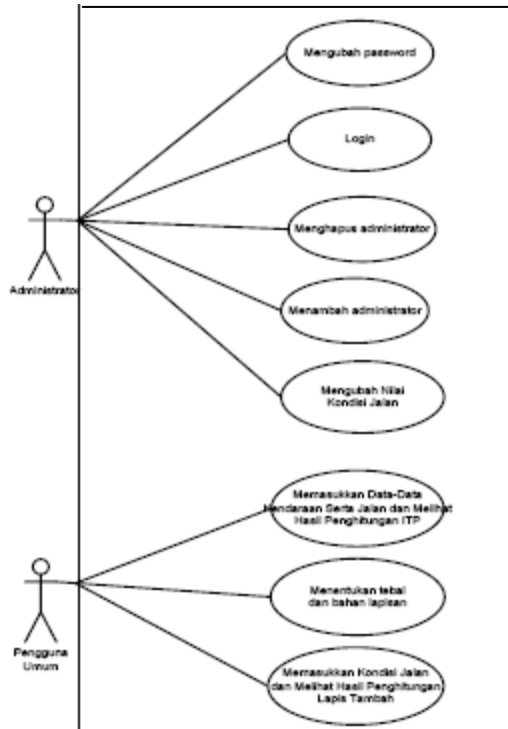 Mengubah password
Login
Menghapus administrator
Administrator
Menambah administrator
Mengubah Nilai
Kondisi Jalan
Memasukkan Data-Data
Kendaraan Serta Jalan dan Melihat
Hasil Penghitungan ITP
Menentukan tebal
dan bahan lapisan
Pengguna
Umum
Memasukkan Kondisi Jalan
dan Melihat Hasil Penghitungan
Lapis Tambah